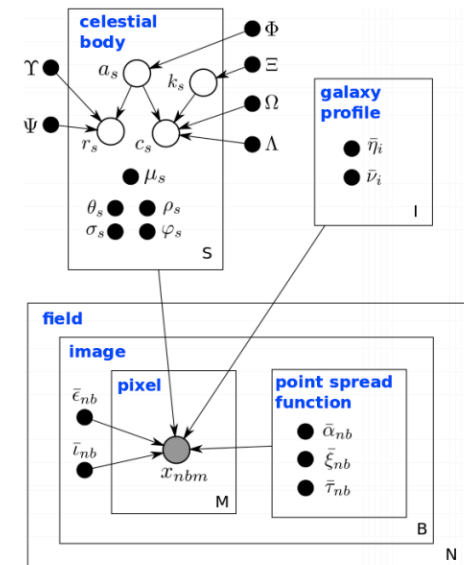 celestial
body
Φ
Υ
a_s
k_s
Ξ
Ω
galaxy
profile
Ψ
r_s
c_s
Λ
η̄_i
μ_s
ν̄_i
θ_s
ρ_s
σ_s
φ_s
I
S
field
image
pixel
point spread
function
ε̄_nb
ᾱ_nb
ξ̄_nb
ῑ_nb
x_nbm
τ̄_nb
M
B
N